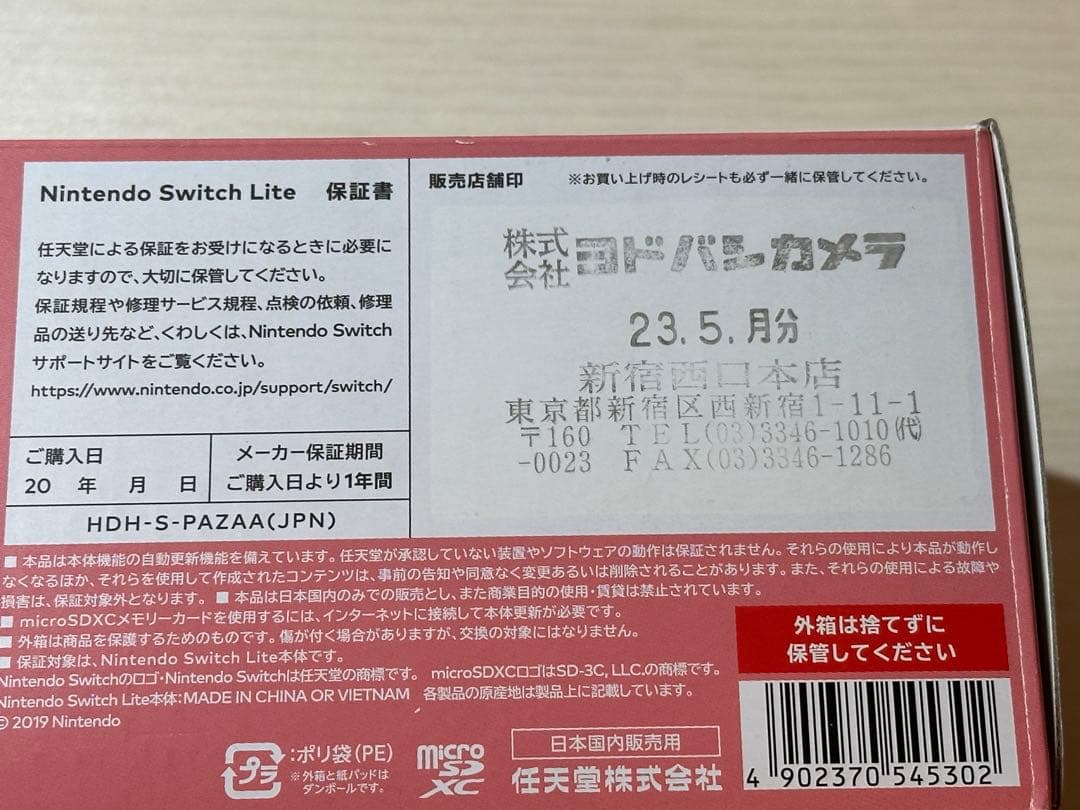 Nintendo Switch Lite 保証書
任天堂による保証をお受けになるときに必要に
なりますので、大切に保管してください。
保証規程や修理サービス規程、点検の依頼、修理
品の送り先など、くわしくは、Nintendo Switch
サポートサイトをご覧ください。
https://www.nintendo.co.jp/support/switch/
ご購入日
20 年 月 日
メーカー保証期間
ご購入日より1年間
HDH-S-PAZAA(JPN)
販売店舗印 ※お買い上げ時のレシートも必ず一緒に保管してください。
株式会社 ヨドバシカメラ
23.5.月分
新宿西口本店
東京都新宿区西新宿1-11-1
〒160 TEL(03)3346-1010(代)
-0023 FAX(03)3346-1286
■ 本品は本体機能の自動更新機能を備えています。任天堂が承認していない装置やソフトウェアの動作は保証されません。それらの使用により本品が動作し
なくなるほか、それらを使用して作成されたコンテンツは、事前の告知や同意なく変更あるいは削除されることがあります。また、それらの使用による故障や
損害は、保証対象外となります。 ■ 本品は日本国内のみでの販売とし、また商業目的の使用・賃貸は禁止されています。
■ microSDXCメモリーカードを使用するには、インターネットに接続して本体更新が必要です。
■ 外箱は商品を保護するためのものです。傷が付く場合がありますが、交換の対象にはなりません。
■ 保証対象は、Nintendo Switch Lite本体です。
Nintendo Switchのロゴ・Nintendo Switchは任天堂の商標です。 microSDXCロゴはSD-3C, LLC.の商標です。
Nintendo Switch Lite本体：MADE IN CHINA OR VIETNAM 各製品の原産地は製品上に記載しています。
© 2019 Nintendo
外箱は捨てずに
保管してください
プラ
：ポリ袋(PE)
※外箱と紙パッドは
ダンボールです。
micro
SD
XC
日本国内販売用
任天堂株式会社
4 902370 545302